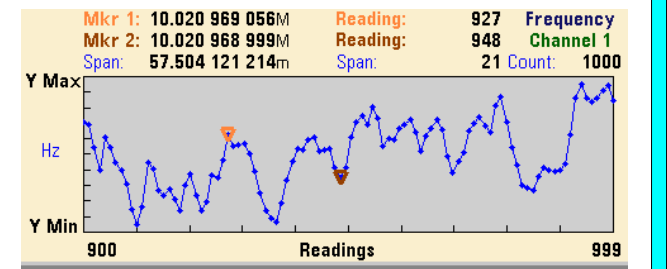 Mkr 1: 10.020 969 056M Reading: 927 Frequency
Mkr 2: 10.020 968 999M Reading: 948 Channel 1
Span: 57.504 121 214m Span: 21 Count: 1000
Y Max
Hz
Y Min
900 Readings 999